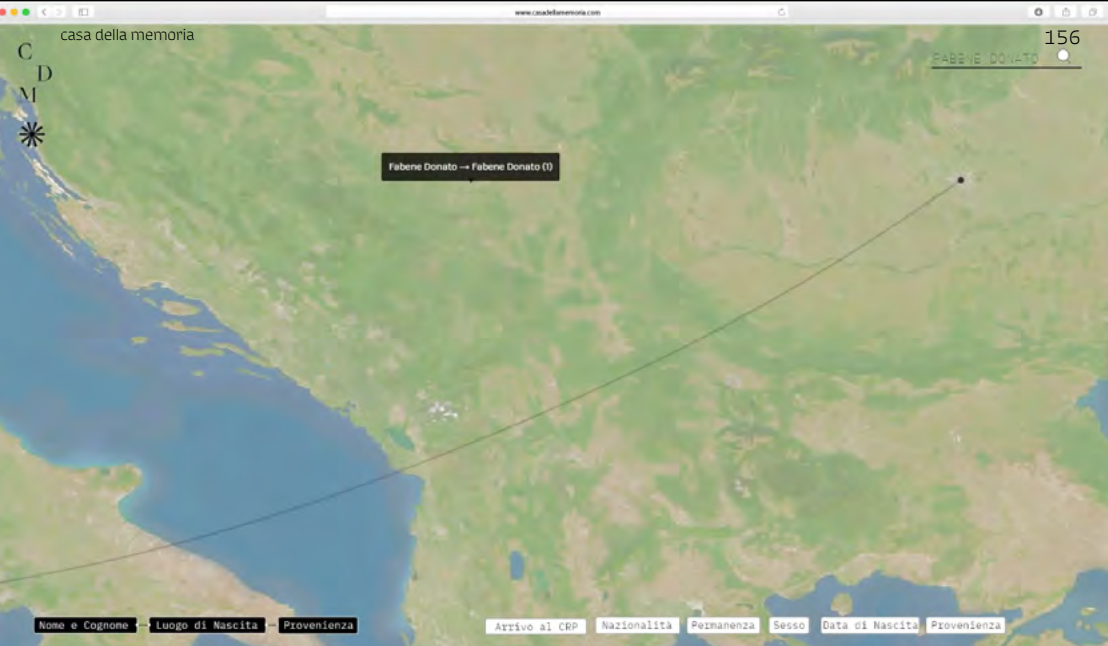 www.casadellamemoria.com
casa della memoria
156
C
D
M
FABENE DONATO
Fabene Donato → Fabene Donato (1)
Nome e Cognome
Luogo di Nascita
Provenienza
Arrivo al CRP
Nazionalità
Permanenza
Sesso
Data di Nascita
Provenienza